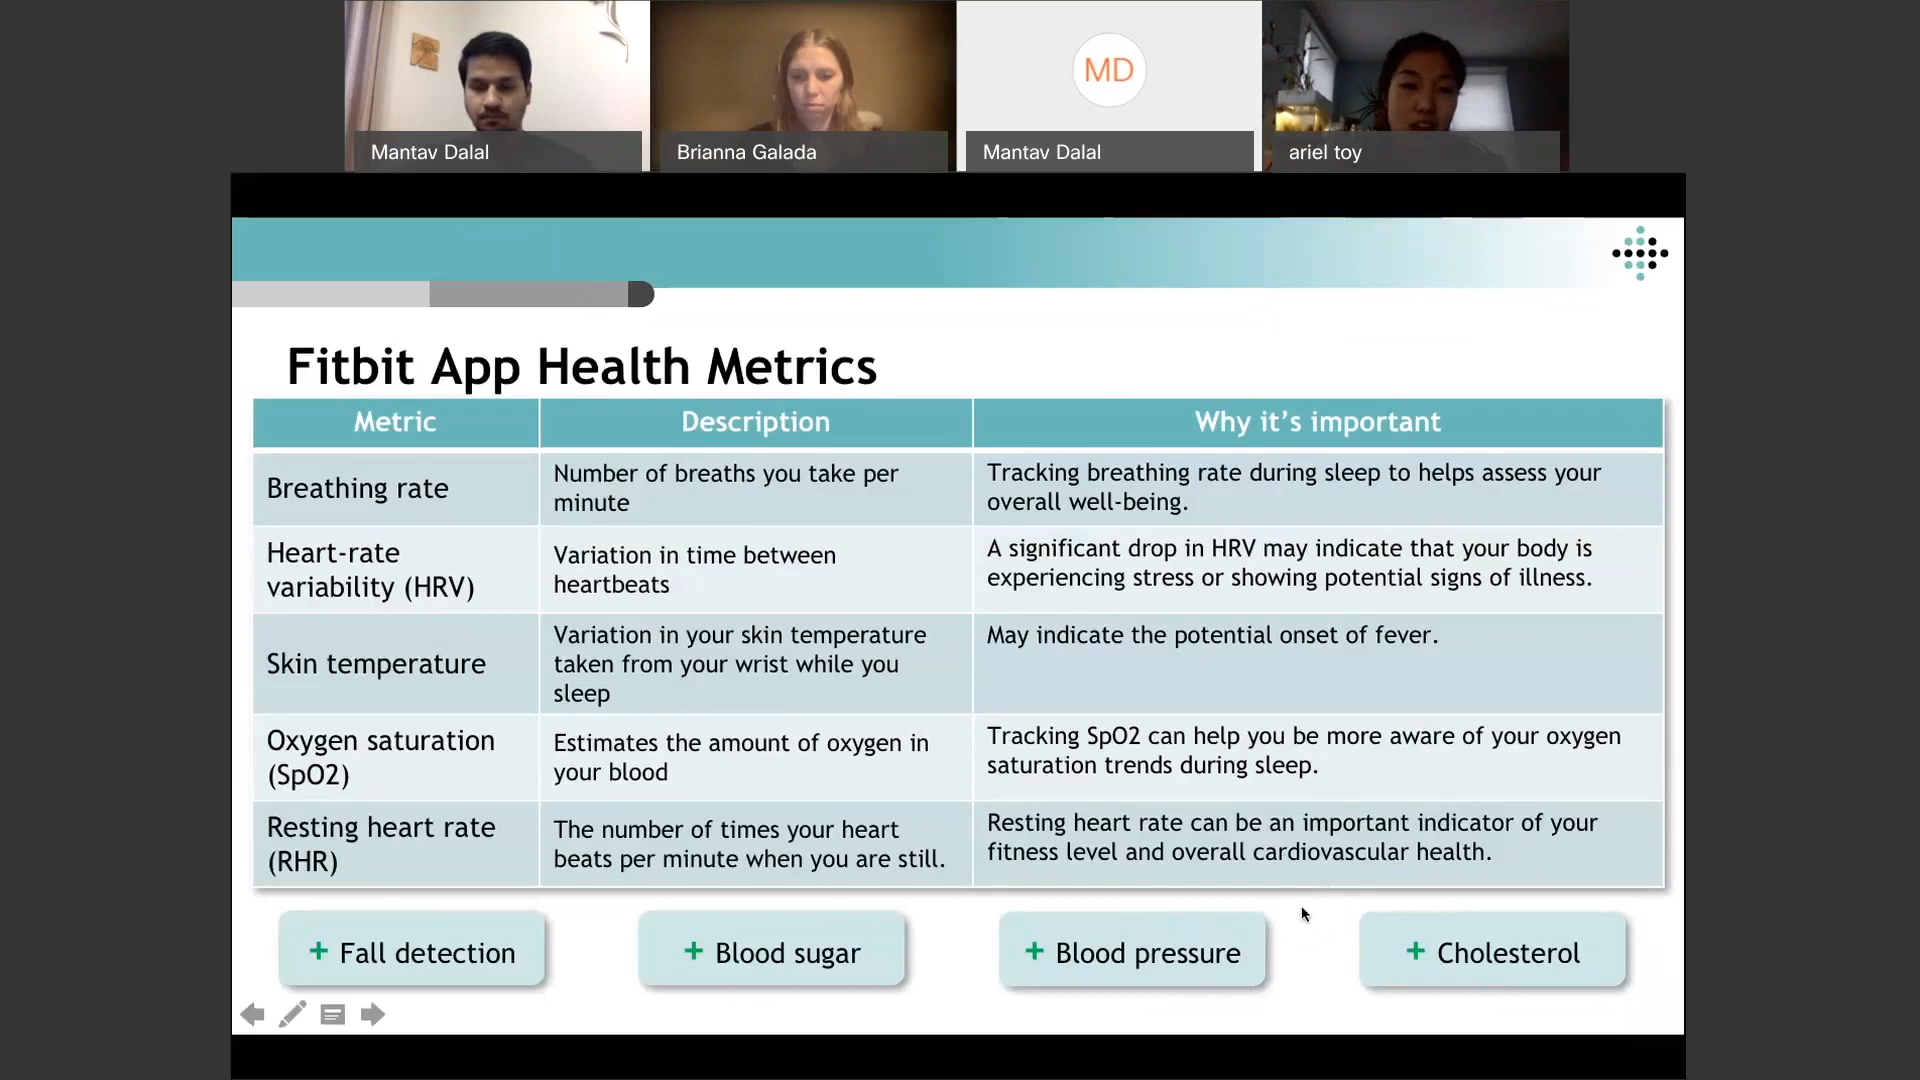 Mantav Dalal
Brianna Galada
MD
Mantav Dalal
ariel toy
Fitbit App Health Metrics
Metric
Description
Why it's important
Breathing rate
Number of breaths you take per
minute
Tracking breathing rate during sleep to helps assess your
overall well-being.
Heart-rate
variability (HRV)
Variation in time between
heartbeats
A significant drop in HRV may indicate that your body is
experiencing stress or showing potential signs of illness.
Skin temperature
Variation in your skin temperature
taken from your wrist while you
sleep
May indicate the potential onset of fever.
Oxygen saturation
(SpO2)
Estimates the amount of oxygen in
your blood
Tracking SpO2 can help you be more aware of your oxygen
saturation trends during sleep.
Resting heart rate
(RHR)
The number of times your heart
beats per minute when you are still.
Resting heart rate can be an important indicator of your
fitness level and overall cardiovascular health.
+ Fall detection
+ Blood sugar
+ Blood pressure
+ Cholesterol